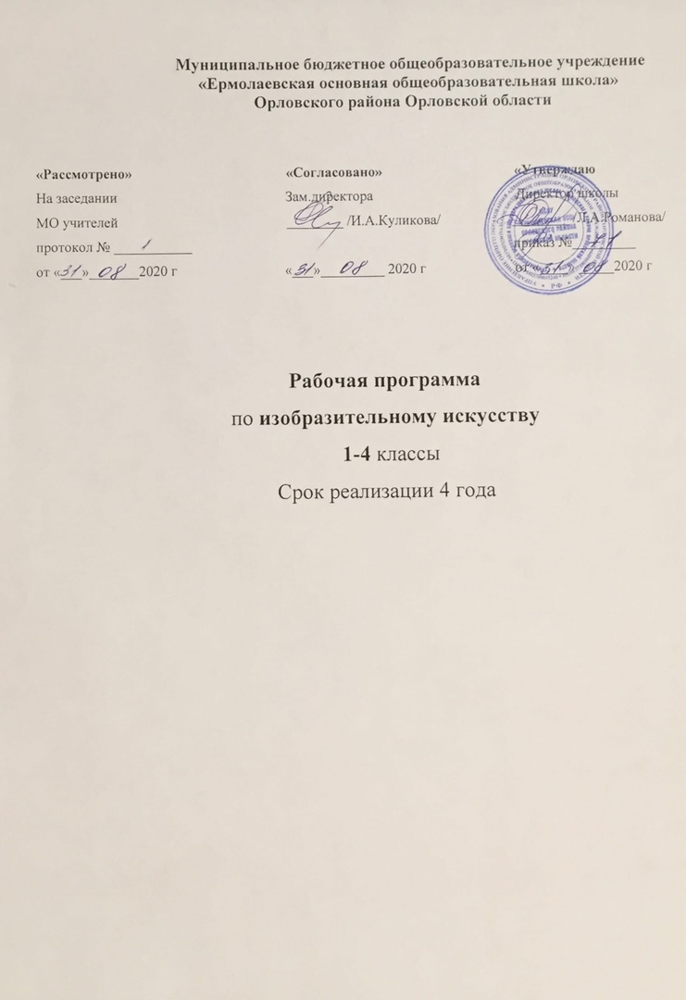 Муниципальное бюджетное общеобразовательное учреждение
«Ермолаевская основная общеобразовательная школа»
Орловского района Орловской области
«Рассмотрено»
На заседании
МО учителей
протокол № 1
от «31» 08 2020 г
«Согласовано»
Зам.директора
/И.А.Куликова/
«31» 08 2020 г
«Утверждаю
Директор школы
/Л.А.Романова/
приказ №
от «31» 08 2020 г
Рабочая программа
по изобразительному искусству
1-4 классы
Срок реализации 4 года